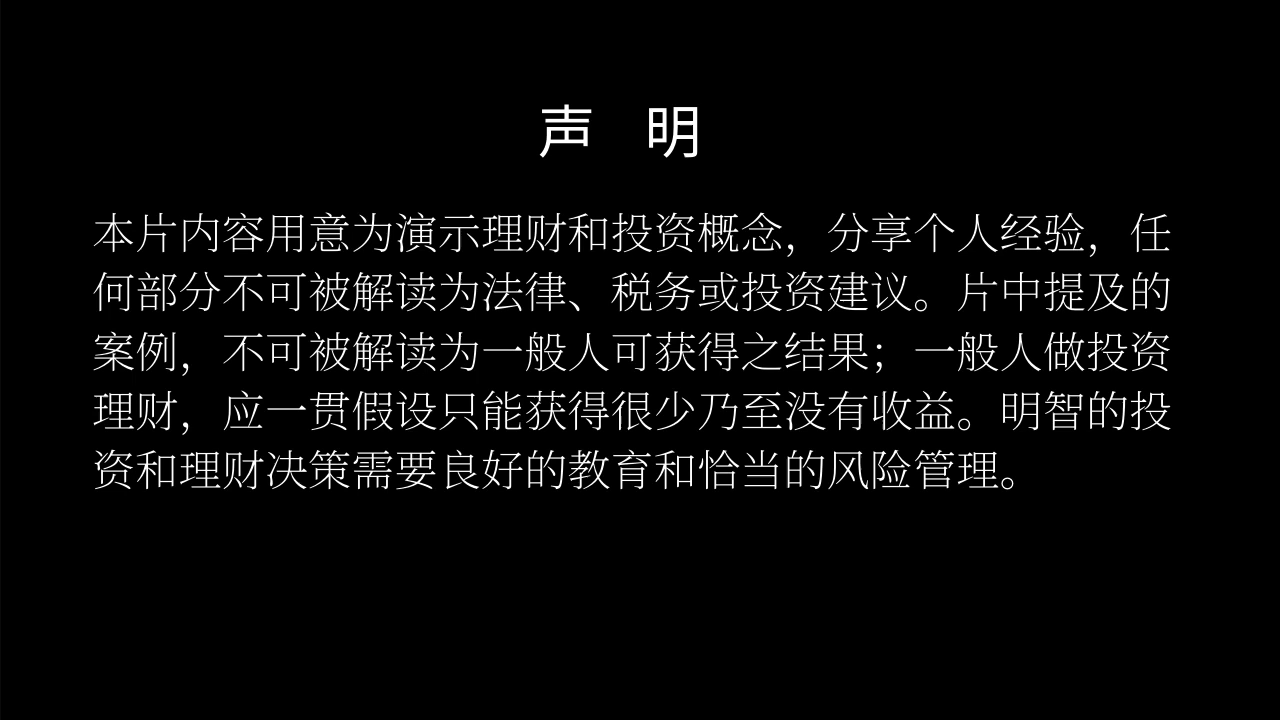 声 明
本片内容用意为演示理财和投资概念，分享个人经验，任
何部分不可被解读为法律、税务或投资建议。片中提及的
案例，不可被解读为一般人可获得之结果；一般人做投资
理财，应一贯假设只能获得很少乃至没有收益。明智的投
资和理财决策需要良好的教育和恰当的风险管理。